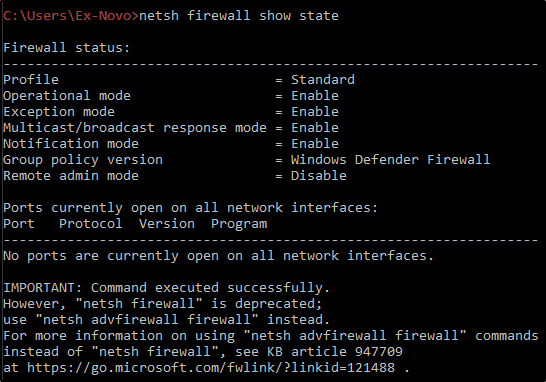 C:\Users\Ex-Novo>netsh firewall show state
Firewall status:
-------------------------------------------------------------------
Profile                           = Standard
Operational mode                  = Enable
Exception mode                    = Enable
Multicast/broadcast response mode = Enable
Notification mode                 = Enable
Group policy version              = Windows Defender Firewall
Remote admin mode                 = Disable
Ports currently open on all network interfaces:
Port   Protocol  Version  Program
-------------------------------------------------------------------
No ports are currently open on all network interfaces.
IMPORTANT: Command executed successfully.
However, "netsh firewall" is deprecated;
use "netsh advfirewall firewall" instead.
For more information on using "netsh advfirewall firewall" commands
instead of "netsh firewall", see KB article 947709
at https://go.microsoft.com/fwlink/?linkid=121488 .